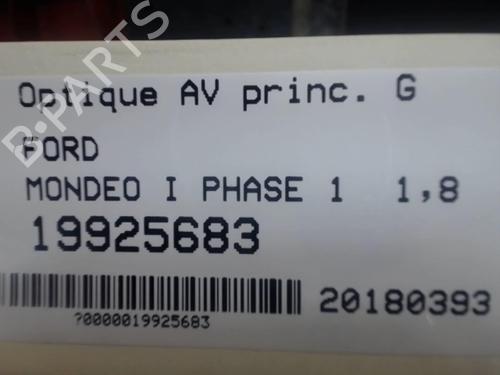 B-PARTS
Optique AV princ. G
FORD
MONDEO I PHASE 1 1,8
19925683
20180393
?0000019925683